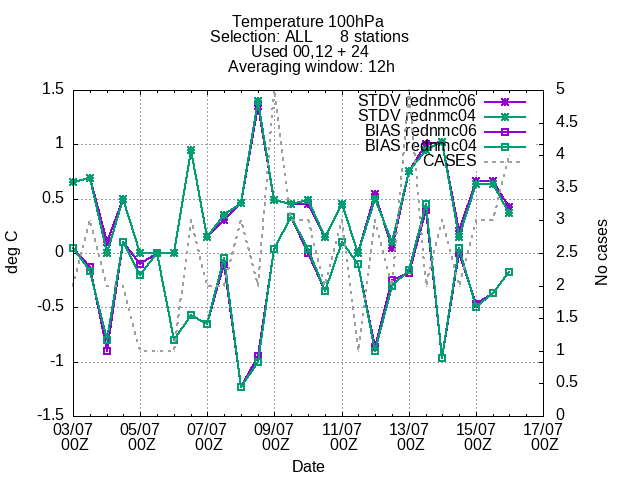 Temperature 100hPa
Selection: ALL      8 stations
Used 00,12 + 24
Averaging window: 12h
STDV rednmc06
STDV rednmc04
BIAS rednmc06
BIAS rednmc04
CASES
deg C
1.5
1
0.5
0
-0.5
-1
-1.5
No cases
5
4.5
4
3.5
3
2.5
2
1.5
1
0.5
0
03/07 05/07 07/07 09/07 11/07 13/07 15/07 17/07
00Z 00Z 00Z 00Z 00Z 00Z 00Z 00Z
Date